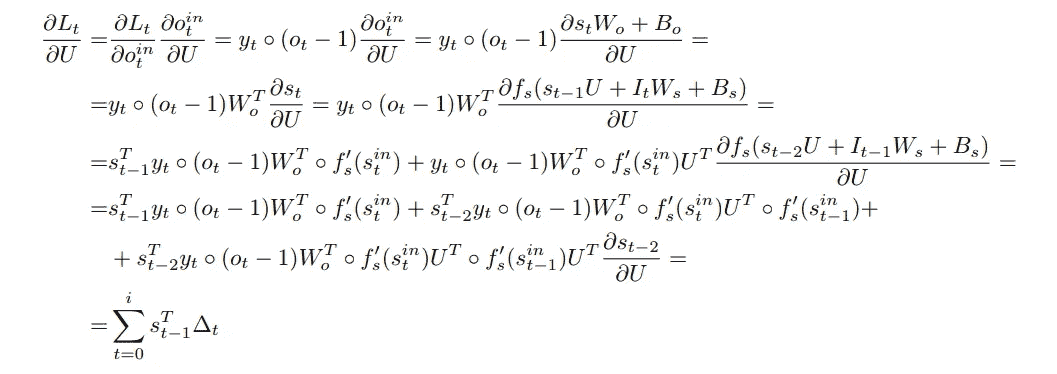 ∂L_t/∂U = ∂L_t/∂o_t^{in} ∂o_t^{in}/∂U = y_t ∘ (o_t − 1) ∂o_t^{in}/∂U = y_t ∘ (o_t − 1) ∂s_tW_o + B_o/∂U =
= y_t ∘ (o_t − 1)W_o^T ∂s_t/∂U = y_t ∘ (o_t − 1)W_o^T ∂f_s(s_{t−1}U + I_tW_s + B_s)/∂U =
= s_{t−1}^T y_t ∘ (o_t − 1)W_o^T ∘ f_s′(s_t^{in}) + y_t ∘ (o_t − 1)W_o^T ∘ f_s′(s_t^{in})U^T ∂f_s(s_{t−2}U + I_{t−1}W_s + B_s)/∂U =
= s_{t−1}^T y_t ∘ (o_t − 1)W_o^T ∘ f_s′(s_t^{in}) + s_{t−2}^T y_t ∘ (o_t − 1)W_o^T ∘ f_s′(s_t^{in})U^T ∘ f_s′(s_{t−1}^{in})+
+ s_{t−2}^T y_t ∘ (o_t − 1)W_o^T ∘ f_s′(s_t^{in})U^T ∘ f_s′(s_{t−1}^{in})U^T ∂s_{t−2}/∂U =
= ∑_{t=0}^{i} s_{t−1}^T Δ_t